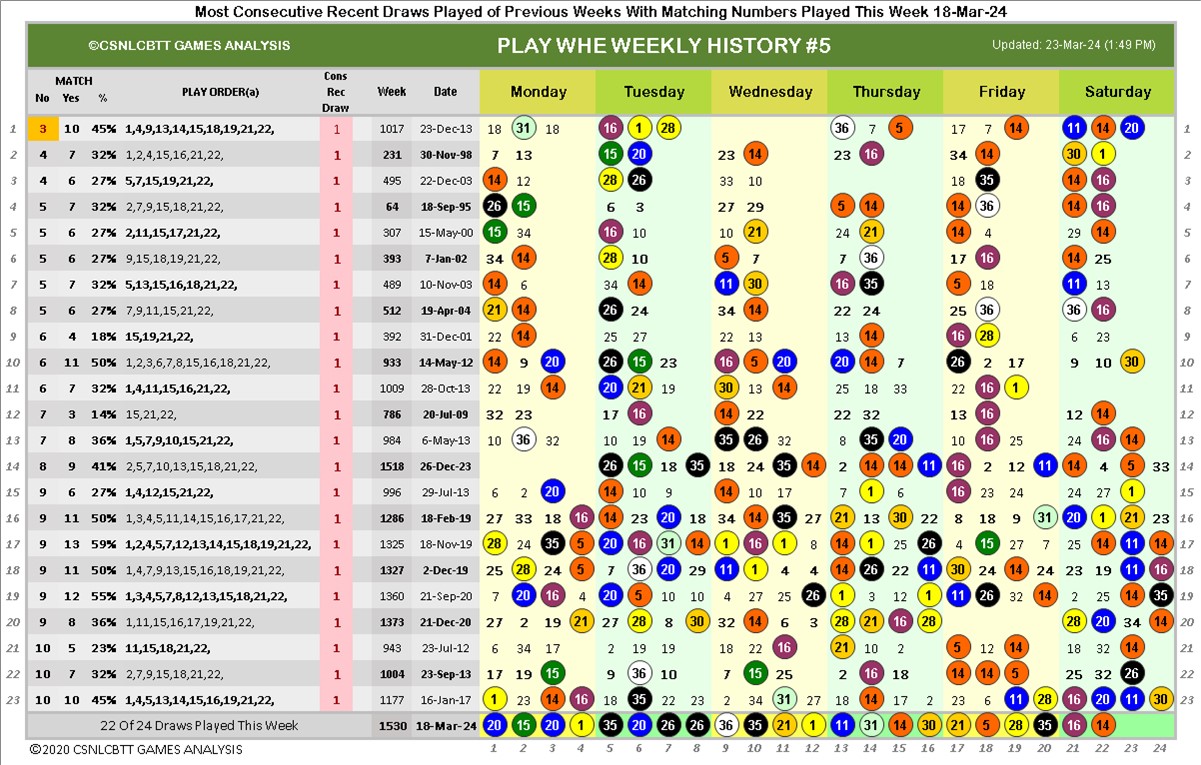 Most Consecutive Recent Draws Played of Previous Weeks With Matching Numbers Played This Week 18-Mar-24
©CSNLCBTT GAMES ANALYSIS PLAY WHE WEEKLY HISTORY #5 Updated: 23-Mar-24 (1:49 PM)
No MATCH Yes % PLAY ORDER(a) Cons Rec Draw Week Date Monday Tuesday Wednesday Thursday Friday Saturday
1 3 10 45% 1,4,9,13,14,15,18,19,21,22, 1 1017 23-Dec-13 18 31 18 16 1 28 36 7 5 17 7 14 11 14 20 1
2 4 7 32% 1,2,4,15,16,21,22, 1 231 30-Nov-98 7 13 15 20 23 14 23 16 34 14 30 1 2
3 4 6 27% 5,7,15,19,21,22, 1 495 22-Dec-03 14 12 28 26 33 10 18 35 14 16 3
4 5 7 32% 2,7,9,15,18,21,22, 1 64 18-Sep-95 26 15 6 3 27 29 5 14 14 36 14 16 4
5 5 6 27% 2,11,15,17,21,22, 1 307 15-May-00 15 34 16 10 10 21 24 21 14 4 29 14 5
6 5 6 27% 9,15,18,19,21,22, 1 393 7-Jan-02 34 14 28 10 5 7 7 36 17 16 14 25 6
7 5 7 32% 5,13,15,16,18,21,22, 1 489 10-Nov-03 14 6 34 14 11 30 16 35 5 18 11 13 7
8 5 6 27% 7,9,11,15,21,22, 1 512 19-Apr-04 21 14 26 24 34 14 22 24 25 36 36 16 8
9 6 4 18% 15,19,21,22, 1 392 31-Dec-01 22 14 25 27 22 13 13 14 16 28 6 23 9
10 6 11 50% 1,2,3,6,7,8,15,16,18,21,22, 1 933 14-May-12 14 9 20 26 15 23 16 5 20 20 14 7 26 2 17 9 10 30 10
11 6 7 32% 1,4,11,15,16,21,22, 1 1009 28-Oct-13 22 19 14 20 21 19 30 13 14 25 18 33 22 16 1 11
12 7 3 14% 15,21,22, 1 786 20-Jul-09 32 23 17 16 14 22 22 32 13 16 12 14 12
13 7 8 36% 1,5,7,9,10,15,21,22, 1 984 6-May-13 10 36 32 10 19 14 35 26 32 8 35 20 10 16 25 24 16 14 13
14 8 9 41% 2,5,7,10,13,15,18,21,22, 1 1518 26-Dec-23 26 15 18 35 18 24 35 14 2 14 14 11 16 2 12 20 14 4 5 33 14
15 9 6 27% 1,4,12,15,21,22, 1 996 29-Jul-13 6 2 20 14 10 9 14 10 17 7 1 6 16 23 24 24 27 1 15
16 9 11 50% 1,3,4,5,11,14,15,16,17,21,22, 1 1286 18-Feb-19 27 33 18 16 14 23 20 18 34 14 35 27 21 13 30 22 8 18 9 31 20 1 21 23 16
17 9 13 59% 1,2,4,5,7,12,13,14,15,18,19,21,22, 1 1325 18-Nov-19 28 24 35 5 20 16 31 14 1 16 1 8 14 1 25 26 4 15 27 7 25 14 11 14 17
18 9 11 50% 1,4,7,9,13,15,16,18,19,21,22, 1 1327 2-Dec-19 25 28 24 5 7 36 20 29 11 1 4 4 14 26 22 11 30 24 14 24 23 19 11 16 18
19 9 12 55% 1,3,4,5,7,8,12,13,15,18,21,22, 1 1360 21-Sep-20 7 20 16 4 20 5 10 10 4 27 25 26 1 3 12 1 11 26 32 14 2 25 14 35 19
20 9 8 36% 1,11,15,16,17,19,21,22, 1 1373 21-Dec-20 27 2 19 21 27 28 8 30 32 14 6 3 28 21 16 28 28 20 34 14 20
21 10 5 23% 11,15,18,21,22, 1 943 23-Jul-12 6 34 17 2 19 19 11 18 16 21 10 2 5 12 14 18 32 14 21
22 10 7 32% 2,7,9,15,18,21,22, 1 1004 23-Sep-13 17 19 15 9 36 10 7 15 25 2 16 18 14 14 5 25 32 26 22
23 10 10 45% 1,4,5,13,14,15,16,19,21,22, 1 1177 16-Jan-17 1 23 14 16 18 35 22 23 2 34 31 27 18 14 17 2 23 6 11 28 16 20 11 30 23
22 Of 24 Draws Played This Week 1530 18-Mar-24 20 15 20 1 35 20 26 26 36 35 21 1 11 31 14 30 21 5 28 35 16 14
©2020 CSNLCBTT GAMES ANALYSIS 1 2 3 4 5 6 7 8 9 10 11 12 13 14 15 16 17 18 19 20 21 22 23 24